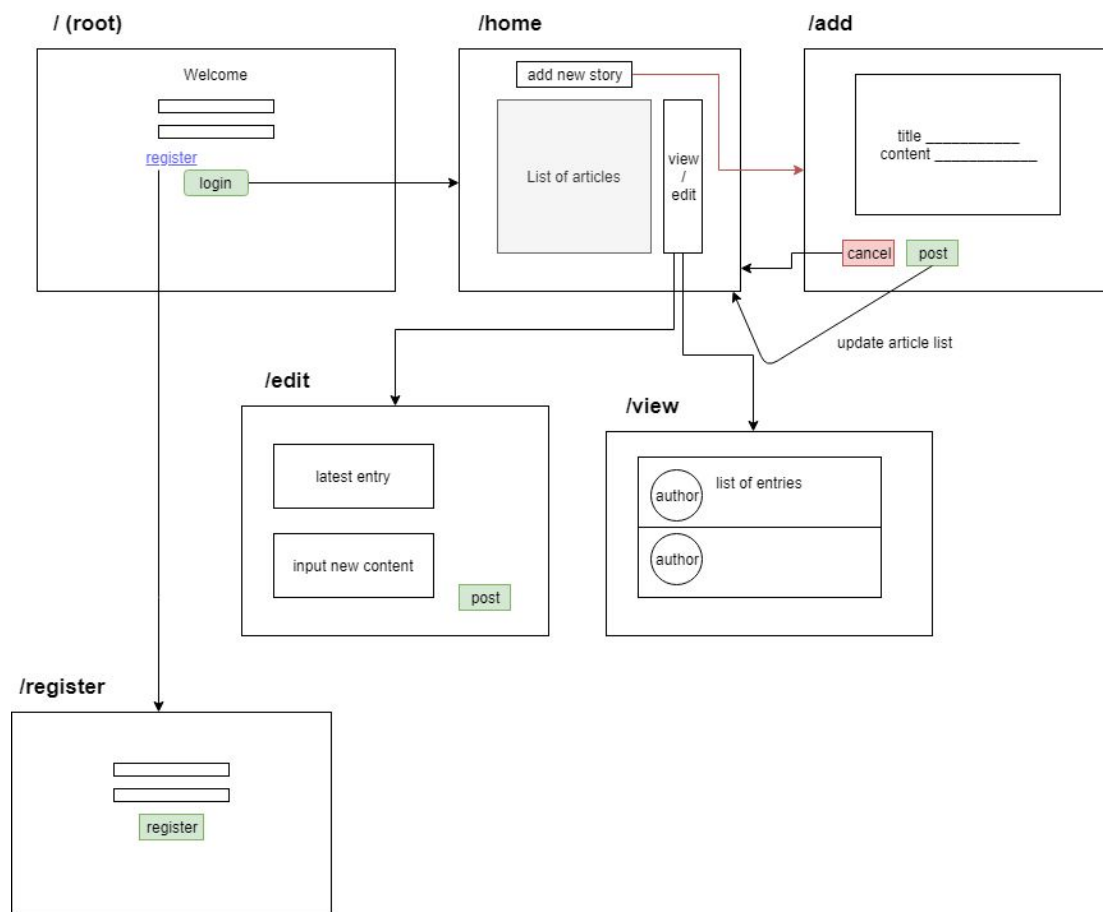 / (root)
Welcome
register
login
/home
add new story
List of articles
view
/
edit
/add
title ____________
content _____________
cancel
post
update article list
/edit
latest entry
input new content
post
/view
author
list of entries
author
/register
register